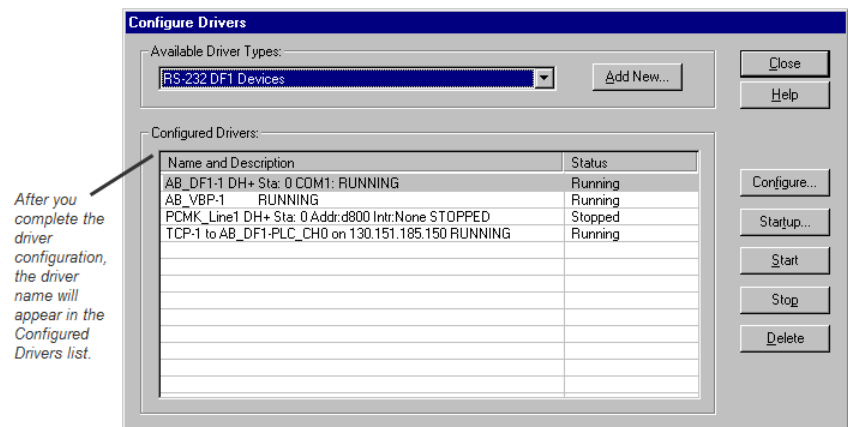 Configure Drivers
Available Driver Types:
RS-232 DF1 Devices
Add New...
Close
Help
Configured Drivers:
Name and Description Status
AB_DF1-1 DH+ Sta: 0 COM1: RUNNING Running
AB_VBP-1 RUNNING Running
PCMK_Line1 DH+ Sta: 0 Addr:d800 Intr:None STOPPED Stopped
TCP-1 to AB_DF1-PLC_CH0 on 130.151.185.150 RUNNING Running
Configure...
Startup...
Start
Stop
Delete
After you
complete the
driver
configuration,
the driver
name will
appear in the
Configured
Drivers list.